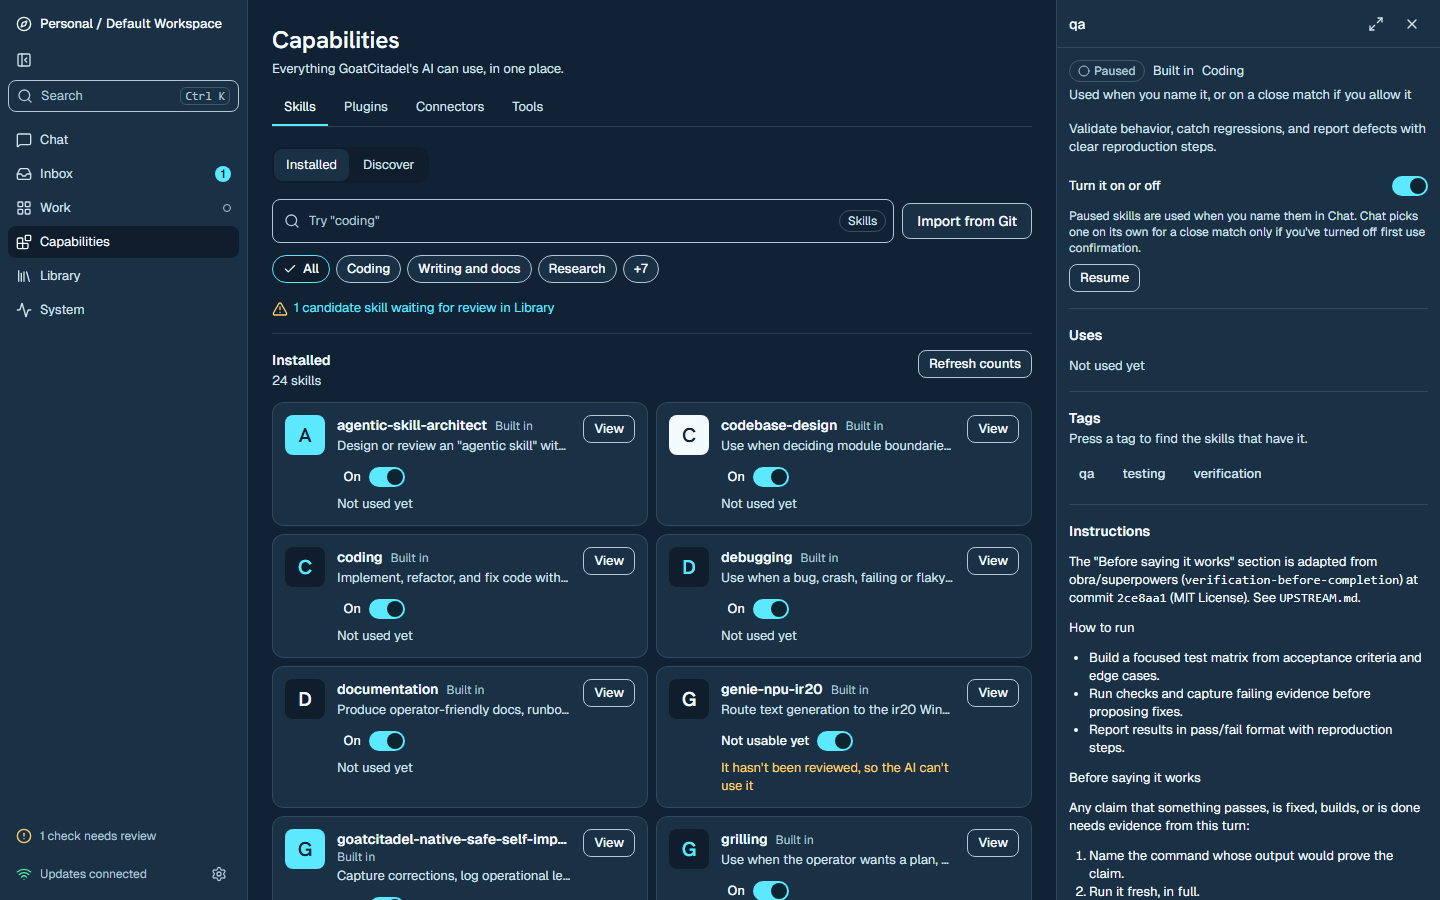 Personal / Default Workspace
Search
Ctrl K
Chat
Inbox
1
Work
Capabilities
Library
System
1 check needs review
Updates connected
Capabilities
Everything GoatCitadel's AI can use, in one place.
Skills
Plugins
Connectors
Tools
Installed
Discover
Try "coding"
Skills
Import from Git
All
Coding
Writing and docs
Research
+7
1 candidate skill waiting for review in Library
Installed
24 skills
Refresh counts
A
agentic-skill-architect Built in
Design or review an "agentic skill" wit...
On
Not used yet
View
C
codebase-design Built in
Use when deciding module boundarie...
On
Not used yet
View
C
coding Built in
Implement, refactor, and fix code with...
On
Not used yet
View
D
debugging Built in
Use when a bug, crash, failing or flaky...
On
Not used yet
View
D
documentation Built in
Produce operator-friendly docs, runbo...
On
Not used yet
View
G
genie-npu-ir20 Built in
Route text generation to the ir20 Win...
Not usable yet
It hasn't been reviewed, so the AI can't
use it
View
G
goatcitadel-native-safe-self-imp...
Built in
Capture corrections, log operational le...
View
G
grilling Built in
Use when the operator wants a plan, ...
On
View
qa
Paused
Built in Coding
Used when you name it, or on a close match if you allow it
Validate behavior, catch regressions, and report defects with
clear reproduction steps.
Turn it on or off
Paused skills are used when you name them in Chat. Chat picks
one on its own for a close match only if you've turned off first use
confirmation.
Resume
Uses
Not used yet
Tags
Press a tag to find the skills that have it.
qa
testing
verification
Instructions
The "Before saying it works" section is adapted from
obra/superpowers (verification-before-completion) at
commit 2ce8aa1 (MIT License). See UPSTREAM.md.
How to run
• Build a focused test matrix from acceptance criteria and
edge cases.
• Run checks and capture failing evidence before
proposing fixes.
• Report results in pass/fail format with reproduction
steps.
Before saying it works
Any claim that something passes, is fixed, builds, or is done
needs evidence from this turn:
1. Name the command whose output would prove the
claim.
2. Run it fresh, in full.